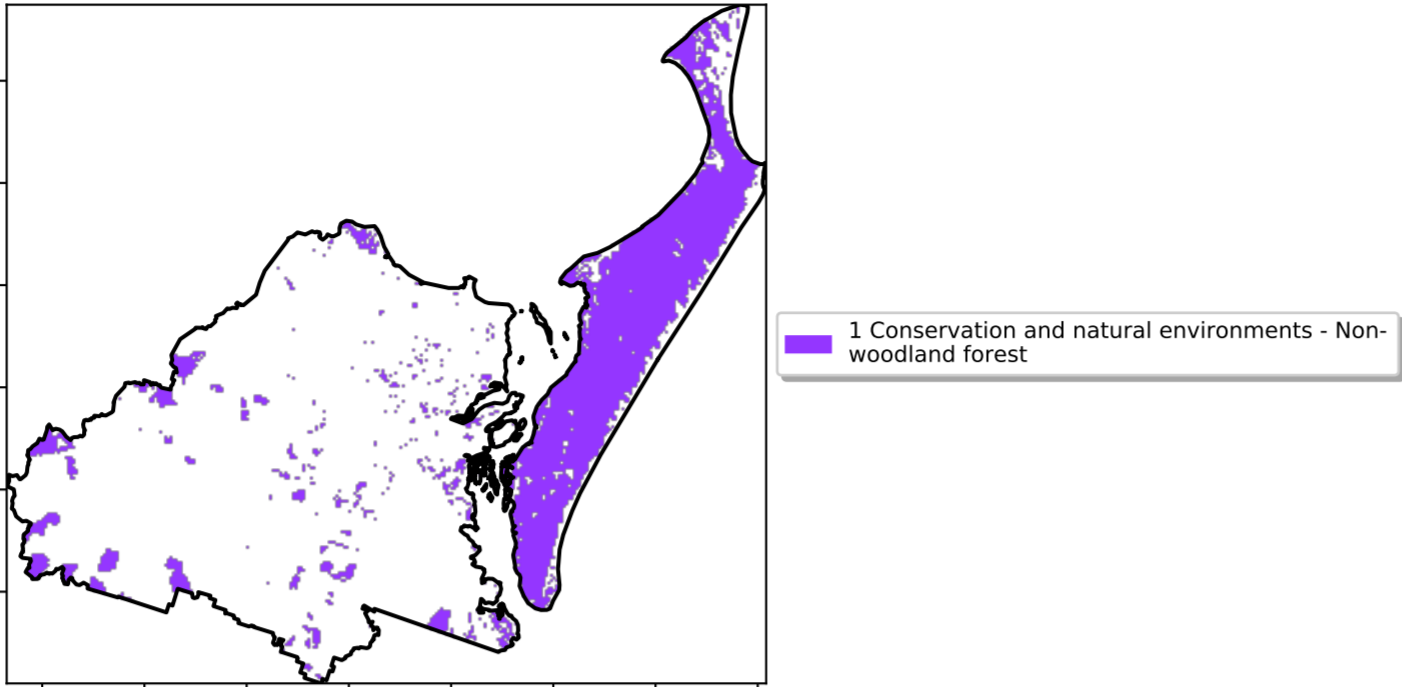 1 Conservation and natural environments - Non-
woodland forest